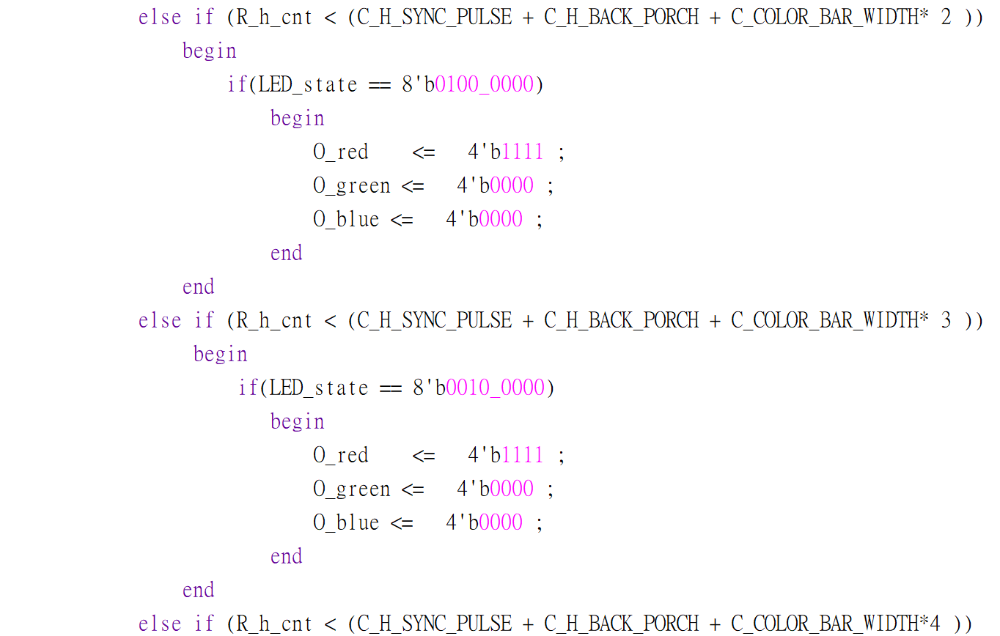 else if (R_h_cnt < (C_H_SYNC_PULSE + C_H_BACK_PORCH + C_COLOR_BAR_WIDTH* 2 ))
begin
if(LED_state == 8'b0100_0000)
begin
O_red <= 4'b1111 ;
O_green <= 4'b0000 ;
O_blue <= 4'b0000 ;
end
end
else if (R_h_cnt < (C_H_SYNC_PULSE + C_H_BACK_PORCH + C_COLOR_BAR_WIDTH* 3 ))
begin
if(LED_state == 8'b0010_0000)
begin
O_red <= 4'b1111 ;
O_green <= 4'b0000 ;
O_blue <= 4'b0000 ;
end
end
else if (R_h_cnt < (C_H_SYNC_PULSE + C_H_BACK_PORCH + C_COLOR_BAR_WIDTH*4 ))